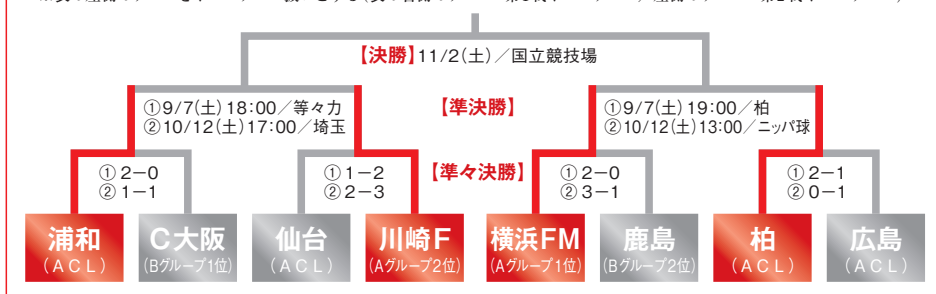 【決勝】11/2(土)/国立競技場
①9/7(土)18:00/等々力
②10/12(土)17:00/埼玉
【準決勝】
①9/7(土)19:00/柏
②10/12(土)13:00/ニッパ球
①2-0
②1-1
①1-2
②2-3
【準々決勝】
①2-0
②3-1
①2-1
②0-1
浦和
(ACL)
C大阪
(Bグループ1位)
仙台
(ACL)
川崎F
(Aグループ2位)
横浜FM
(Aグループ1位)
鹿島
(Bグループ2位)
柏
(ACL)
広島
(ACL)